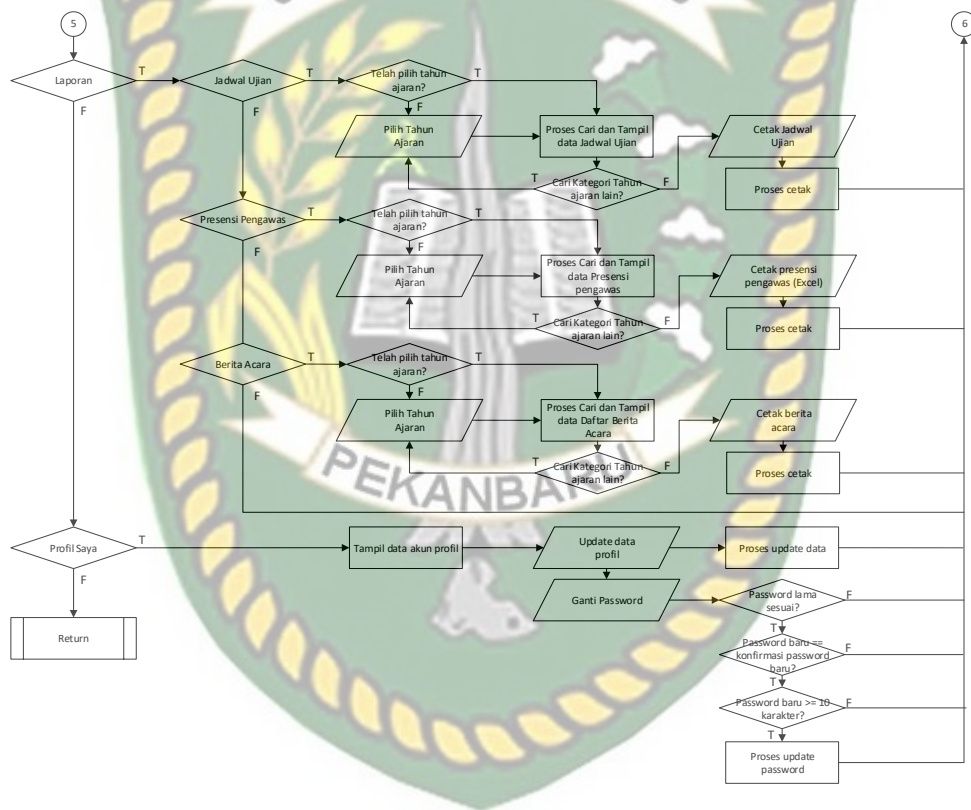 5
6
Laporan
T
F
Jadwal Ujian
T
F
Telah pilih tahun
ajaran?
T
F
Pilih Tahun
Ajaran
Proses Cari dan Tampil
data Jadwal Ujian
Cetak Jadwal
Ujian
Cari Kategori Tahun
ajaran lain?
T
F
Proses cetak
Presensi Pengawas
T
F
Telah pilih tahun
ajaran?
T
F
Pilih Tahun
Ajaran
Proses Cari dan Tampil
data Presensi
pengawas
Cetak presensi
pengawas (Excel)
Cari Kategori Tahun
ajaran lain?
T
F
Proses cetak
Berita Acara
T
F
Telah pilih tahun
ajaran?
T
F
Pilih Tahun
Ajaran
Proses Cari dan Tampil
data Daftar Berita
Acara
Cetak berita
acara
Cari Kategori Tahun
ajaran lain?
T
F
Proses cetak
PEKANBARU
Profil Saya
T
F
Tampil data akun profil
Update data
profil
Proses update data
Ganti Password
Password lama
sesuai?
F
T
Password baru ==
konfirmasi password
baru?
F
T
Password baru >= 10
karakter?
F
T
Proses update
password
Return